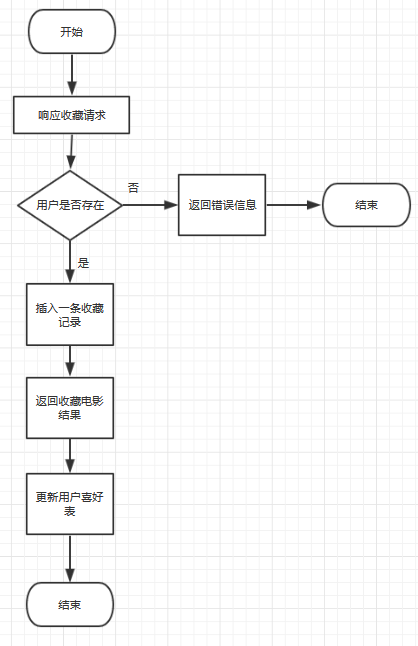 开始
响应收藏请求
用户是否存在
否
返回错误信息
结束
是
插入一条收藏
记录
返回收藏电影
结果
更新用户喜好
表
结束